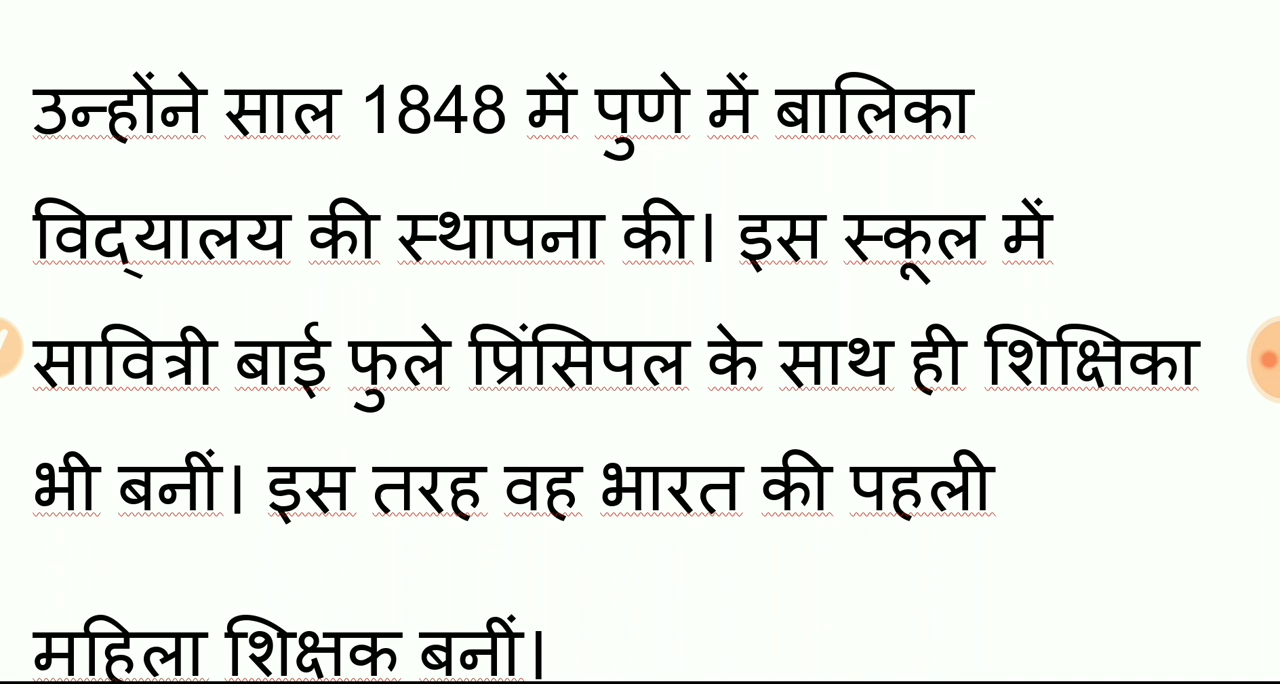 उन्होंने साल 1848 में पुणे में बालिका
विद्यालय की स्थापना की। इस स्कूल में
सावित्री बाई फुले प्रिंसिपल के साथ ही शिक्षिका
भी बनीं। इस तरह वह भारत की पहली
महिला शिक्षक बनीं।